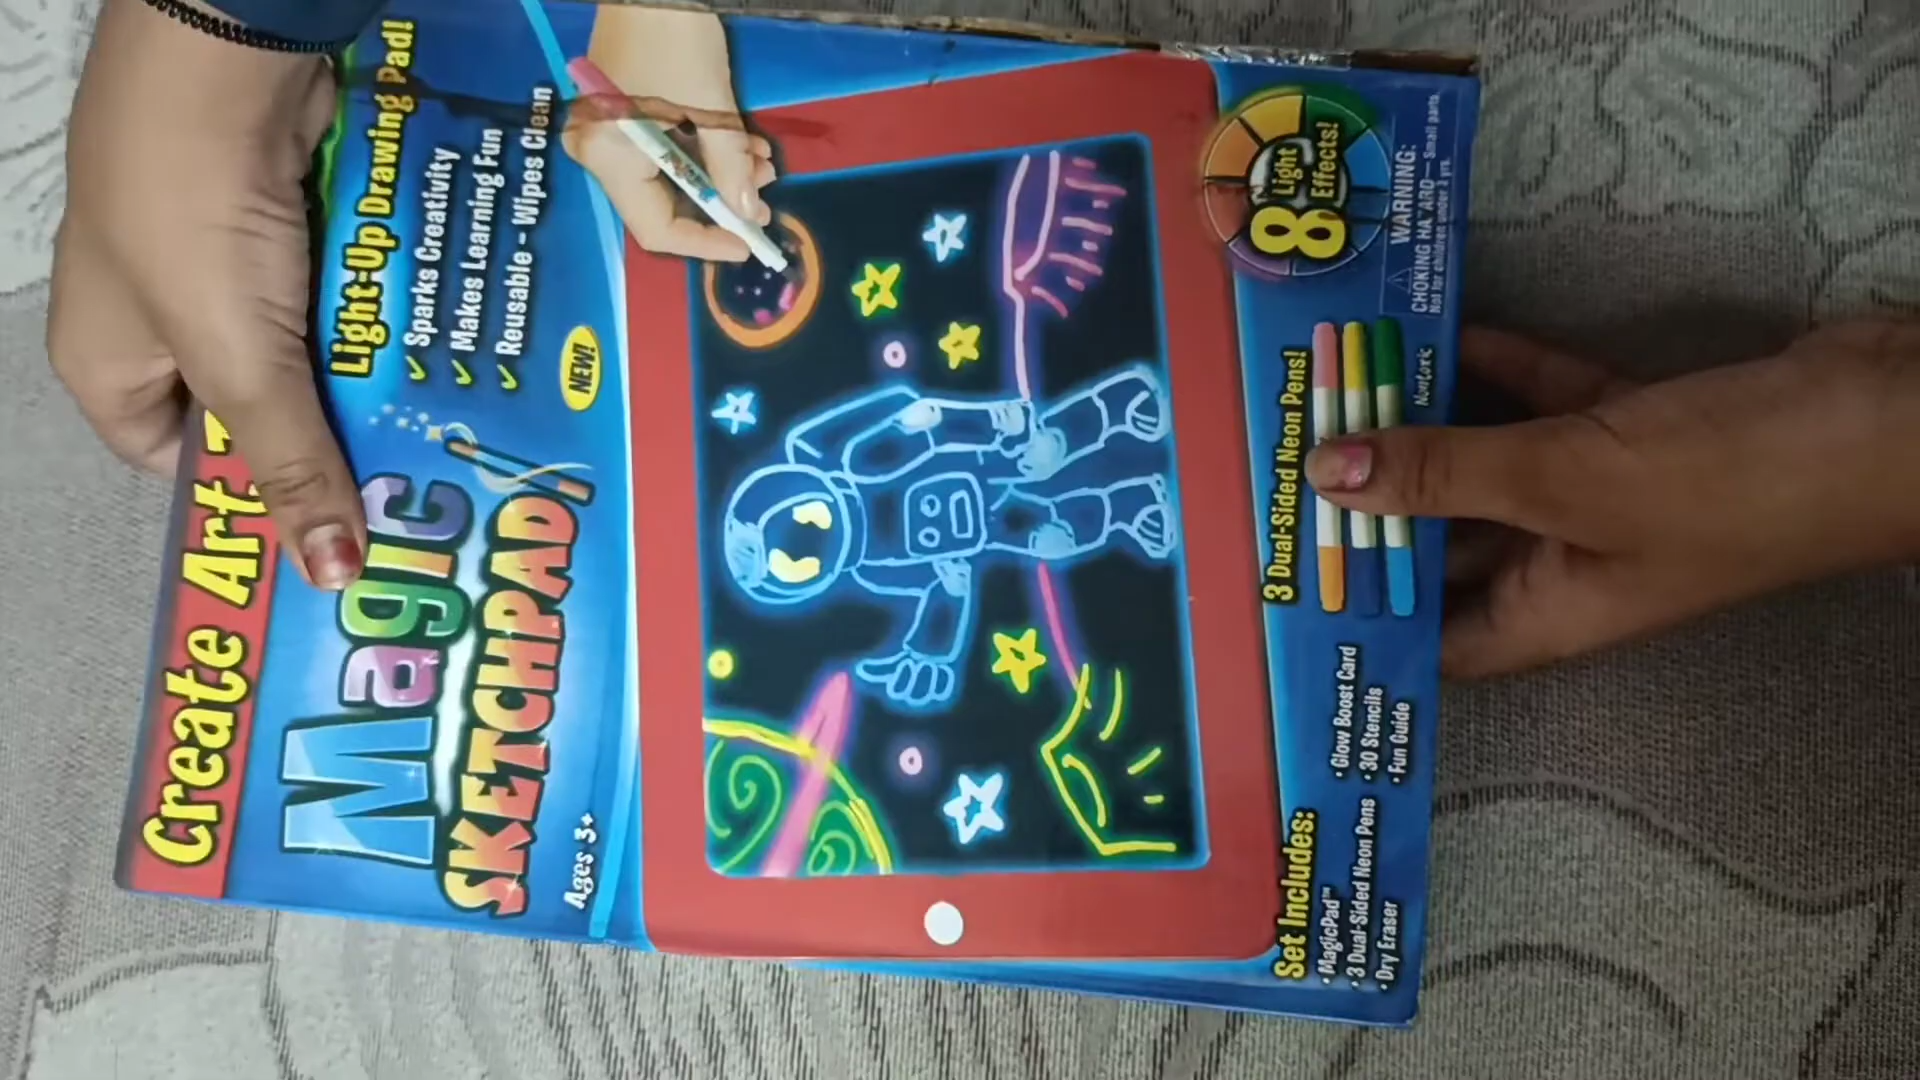 Create Art
Light-Up Drawing Pad!
Magic
✓ Sparks Creativity
✓ Makes Learning Fun
SKETCHPAD!
✓ Reusable - Wipes Clean
NEW!
Ages 3+
8 Light
Effects!
Set Includes:
• MagicPad™
• 3 Dual-Sided Neon Pens
• Dry Eraser
• Glow Boost Card
• 30 Stencils
• Fun Guide
3 Dual-Sided Neon Pens!
Nontoxic
WARNING:
CHOKING HAZARD— Small parts.
Not for children under 3 yrs.